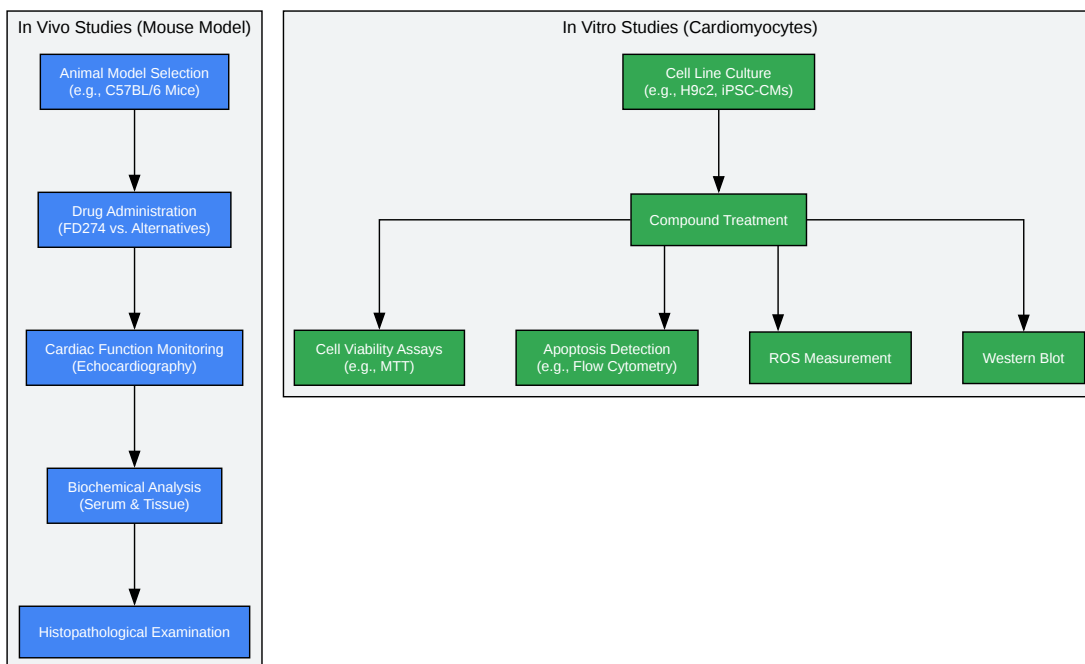 In Vivo Studies (Mouse Model)
Animal Model Selection
(e.g., C57BL/6 Mice)
Drug Administration
(FD274 vs. Alternatives)
Cardiac Function Monitoring
(Echocardiography)
Biochemical Analysis
(Serum & Tissue)
Histopathological Examination
In Vitro Studies (Cardiomyocytes)
Cell Line Culture
(e.g., H9c2, iPSC-CMs)
Compound Treatment
Cell Viability Assays
(e.g., MTT)
Apoptosis Detection
(e.g., Flow Cytometry)
ROS Measurement
Western Blot